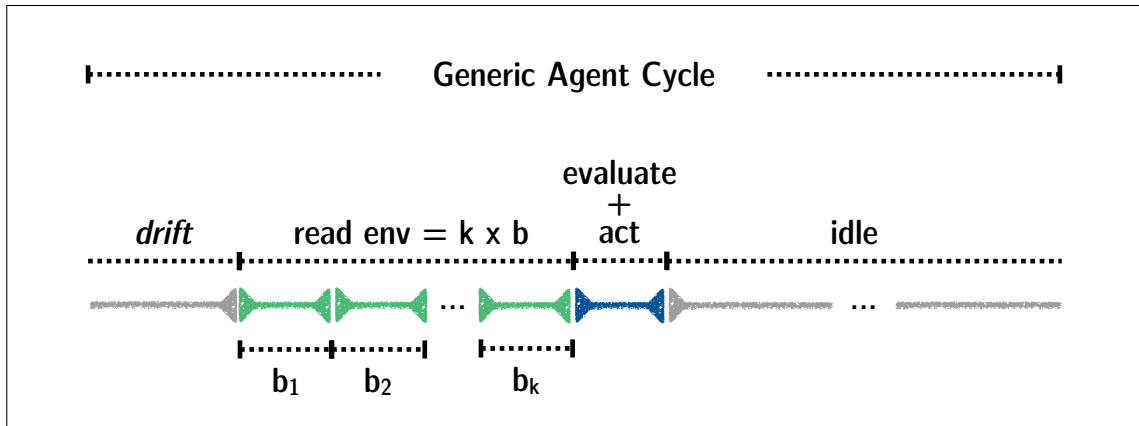 Generic Agent Cycle
evaluate
+
drift read env = k x b act idle
... ...
b₁ b₂ bₖ